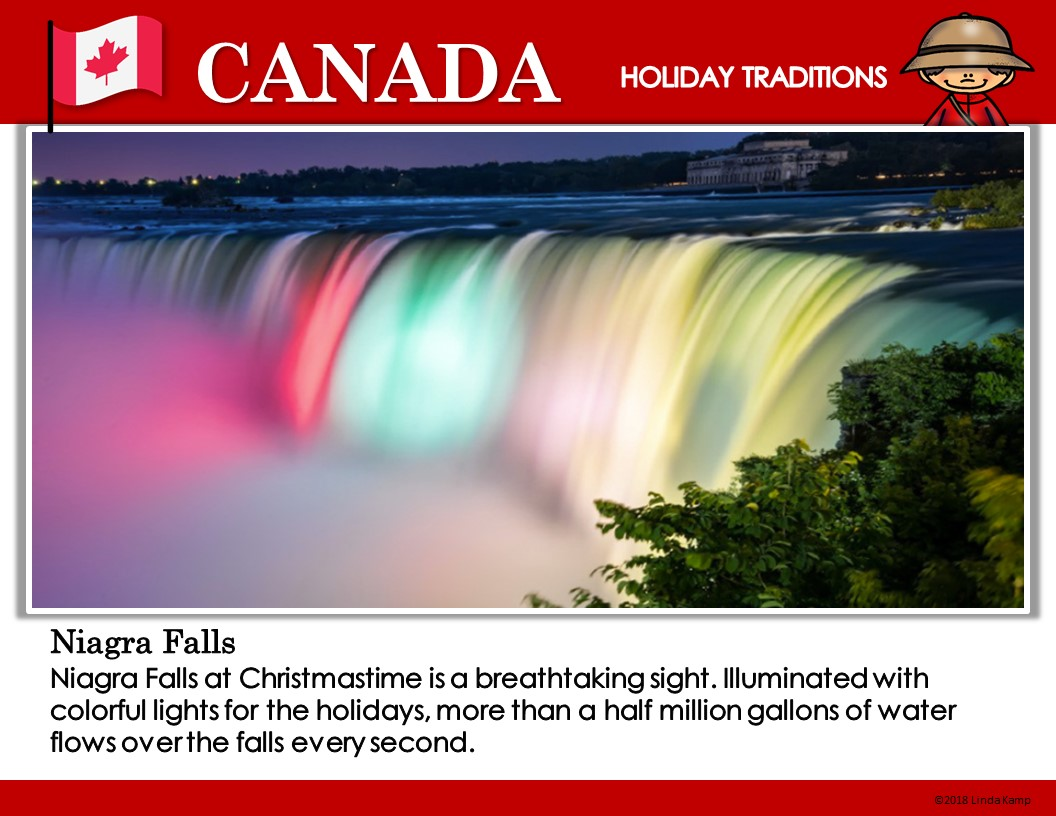 CANADA
HOLIDAY TRADITIONS
Niagra Falls
Niagra Falls at Christmastime is a breathtaking sight. Illuminated with
colorful lights for the holidays, more than a half million gallons of water
flows over the falls every second.
©2018 Linda Kamp